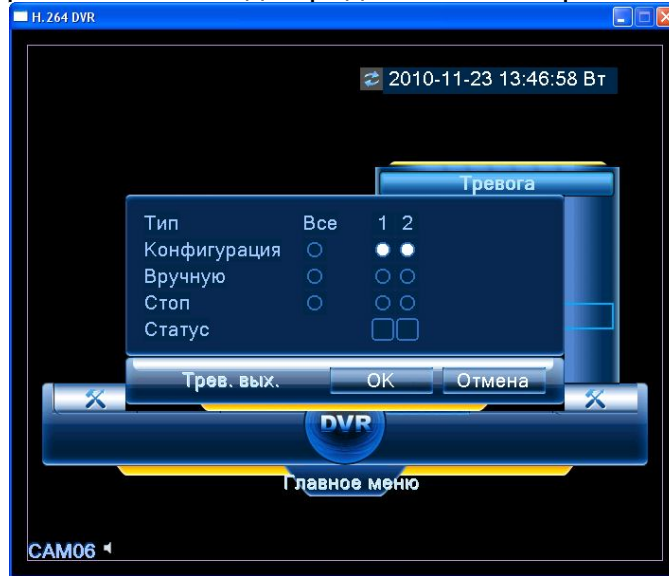 H.264 DVR
2010-11-23 13:46:58 Вт
Тревога
Тип Все 1 2
Конфигурация
Вручную
Стоп
Статус
Трев. вых. OK Отмена
DVR
Главное меню
CAM06